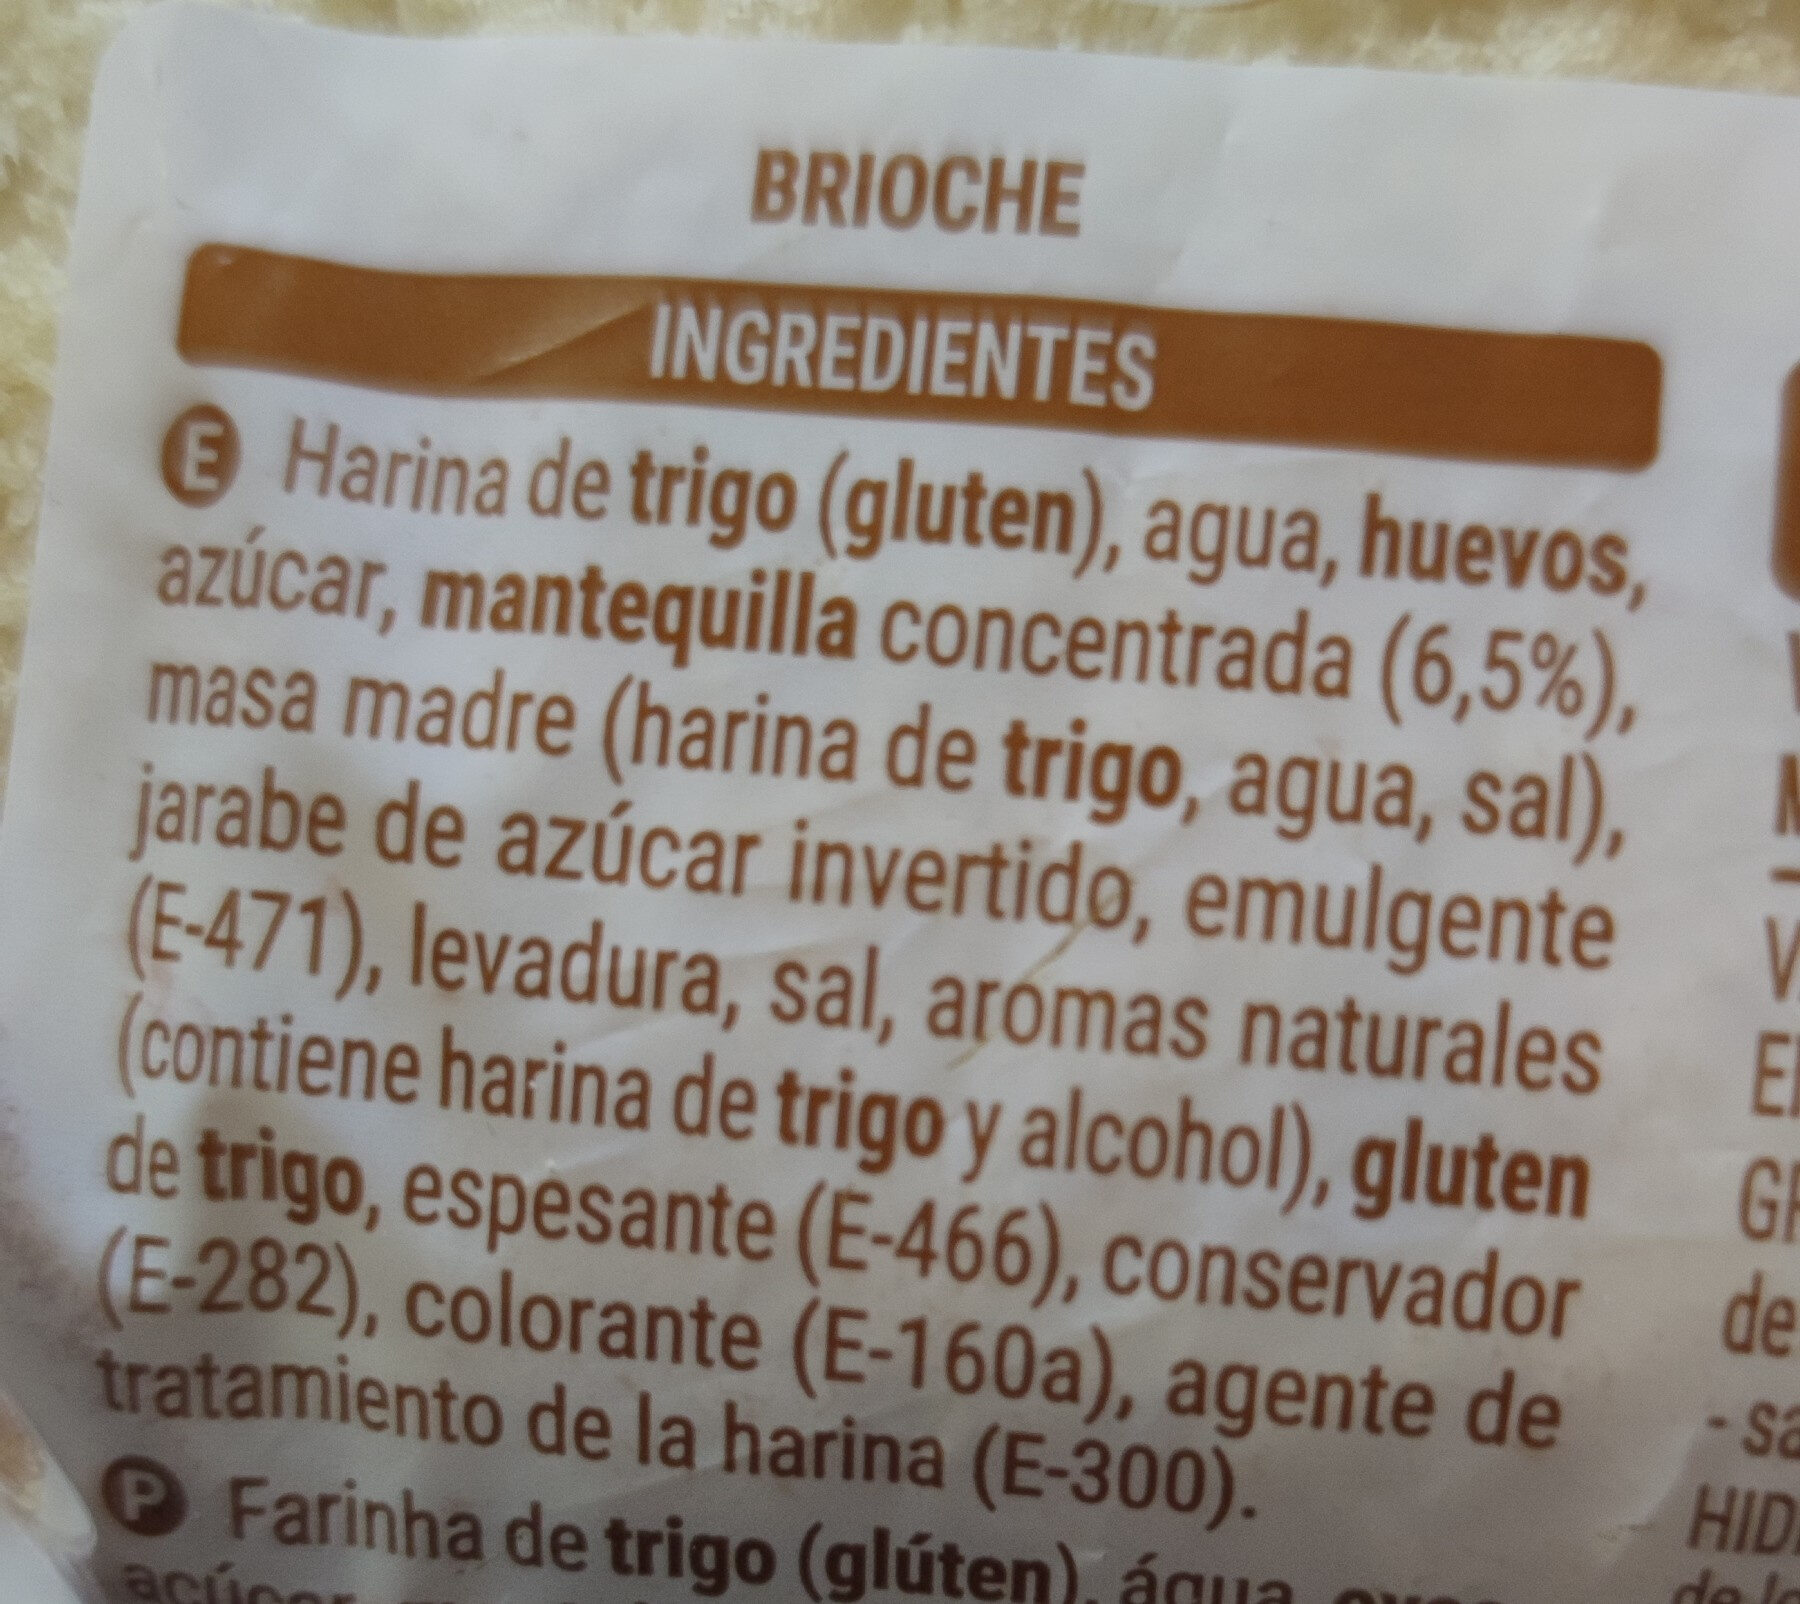 BRIOCHE
INGREDIENTES
E Harina de trigo (gluten), agua, huevos,
azúcar, mantequilla concentrada (6,5%),
masa madre (harina de trigo, agua, sal),
jarabe de azúcar invertido, emulgente
(E-471), levadura, sal, aromas naturales
(contiene harina de trigo y alcohol), gluten
de trigo, espesante (E-466), conservador
(E-282), colorante (E-160a), agente de
tratamiento de la harina (E-300).
P Farinha de trigo (glúten), água,